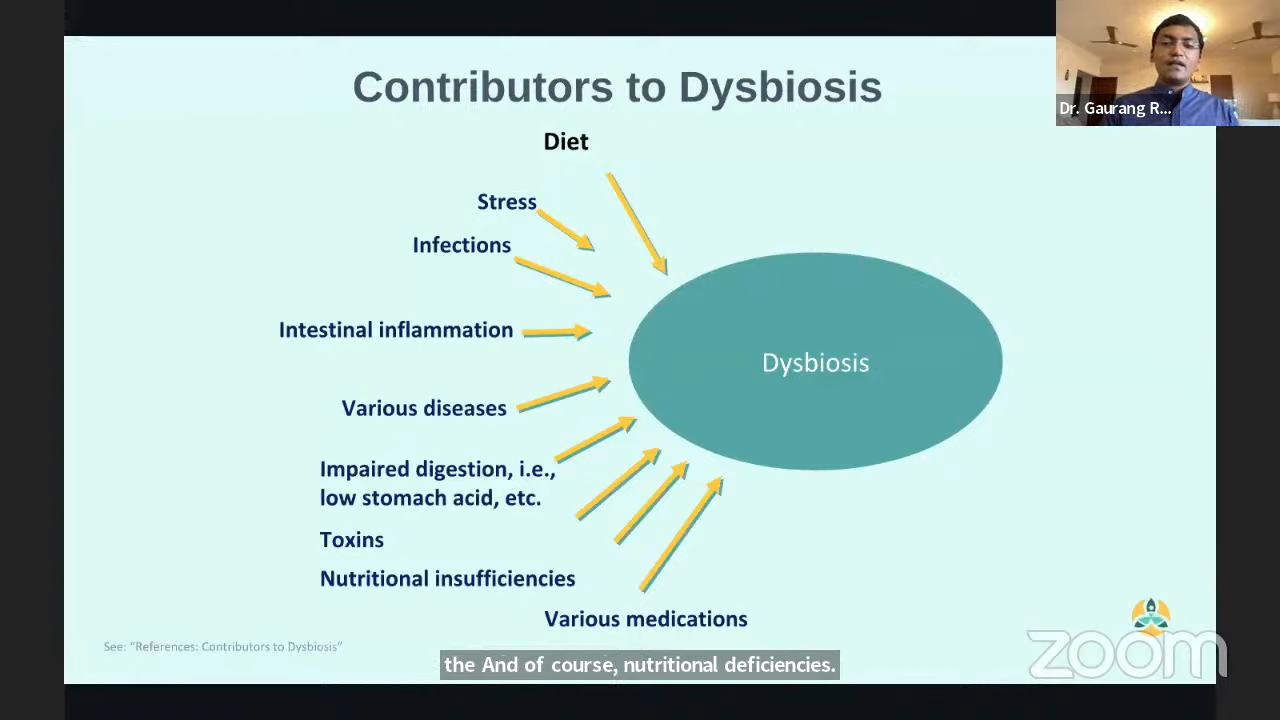 Contributors to Dysbiosis
Dr. Gaurang R...
Diet
Stress
Infections
Intestinal inflammation
Dysbiosis
Various diseases
Impaired digestion, i.e.,
low stomach acid, etc.
Toxins
Nutritional insufficiencies
Various medications
See: "References: Contributors to Dysbiosis"
zoom
the And of course, nutritional deficiencies.